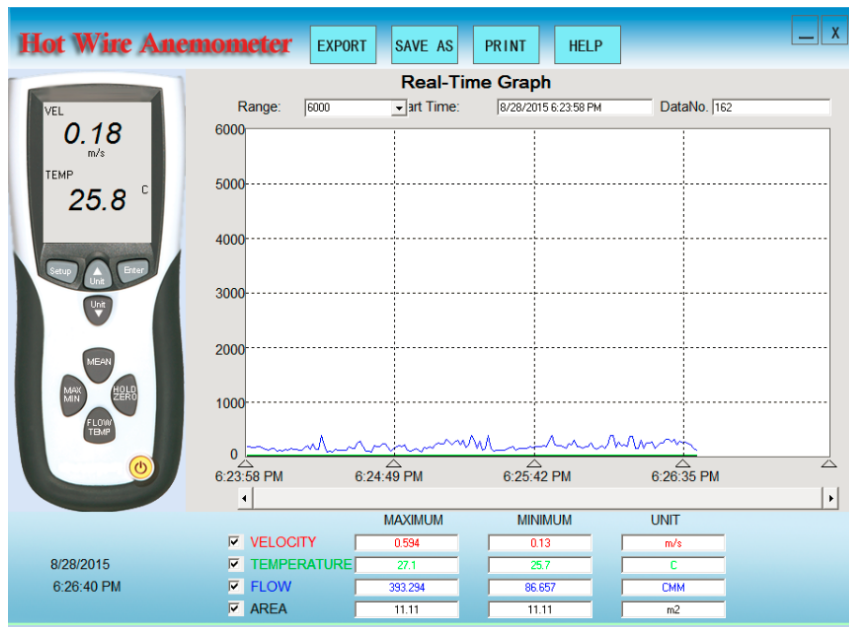 Hot Wire Anemometer EXPORT SAVE AS PRINT HELP _ X
Real-Time Graph
Range: 6000 art Time: 8/28/2015 6:23:58 PM DataNo. 162
VEL
0.18
m/s
TEMP
25.8 C
Setup Unit Enter
Unit
MEAN
MAX MIN HOLD ZERO
FLOW TEMP
6000
5000
4000
3000
2000
1000
0
6:23:58 PM 6:24:49 PM 6:25:42 PM 6:26:35 PM
MAXIMUM MINIMUM UNIT
VELOCITY 0.594 0.13 m/s
TEMPERATURE 27.1 25.7 C
FLOW 393.294 86.657 CMM
AREA 11.11 11.11 m2
8/28/2015
6:26:40 PM